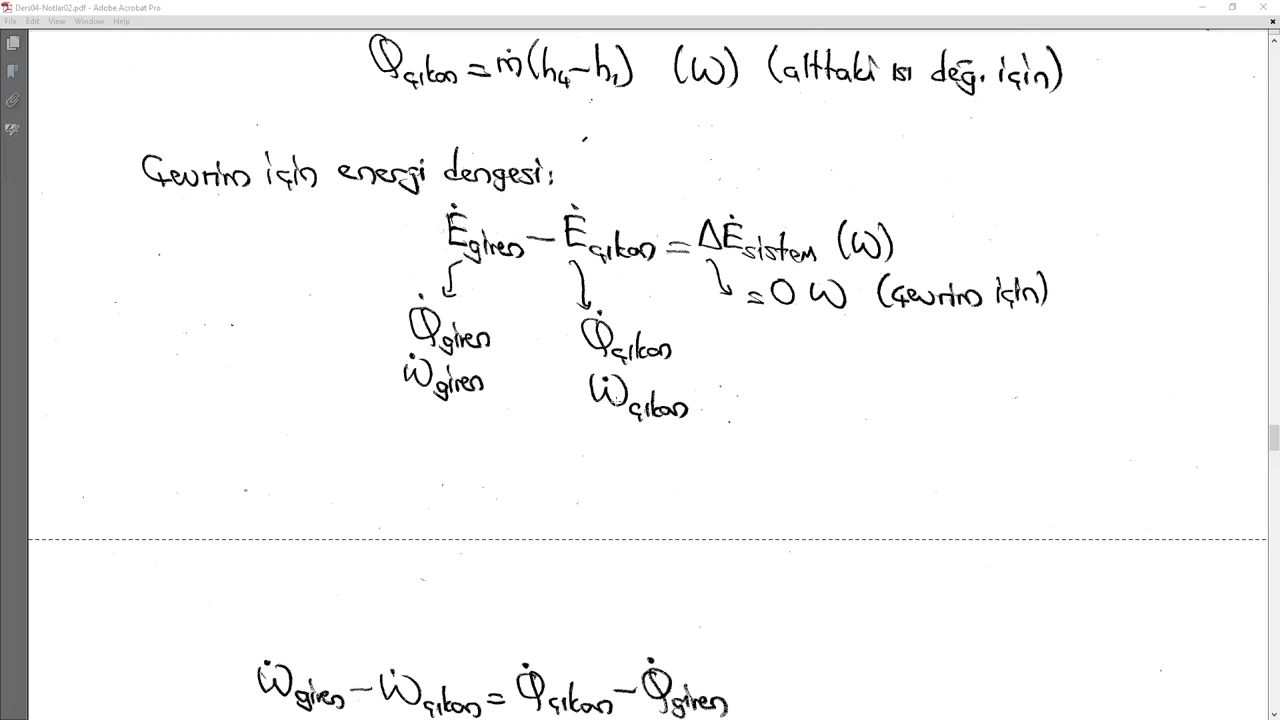 Ders04-Notlar02.pdf - Adobe Acrobat Pro
File Edit View Window Help
Q̇çıkan = ṁ(h₄-h₁) (W) (alttaki ısı değ. için)
Çevrim için energi dengesi:
Ėgiren - Ėçıkan = ΔĖsistem (W)
= 0 W (Çevrim için)
Q̇giren Q̇çıkan
Ẇgiren Ẇçıkan
Ẇgiren - Ẇçıkan = Q̇çıkan - Q̇giren